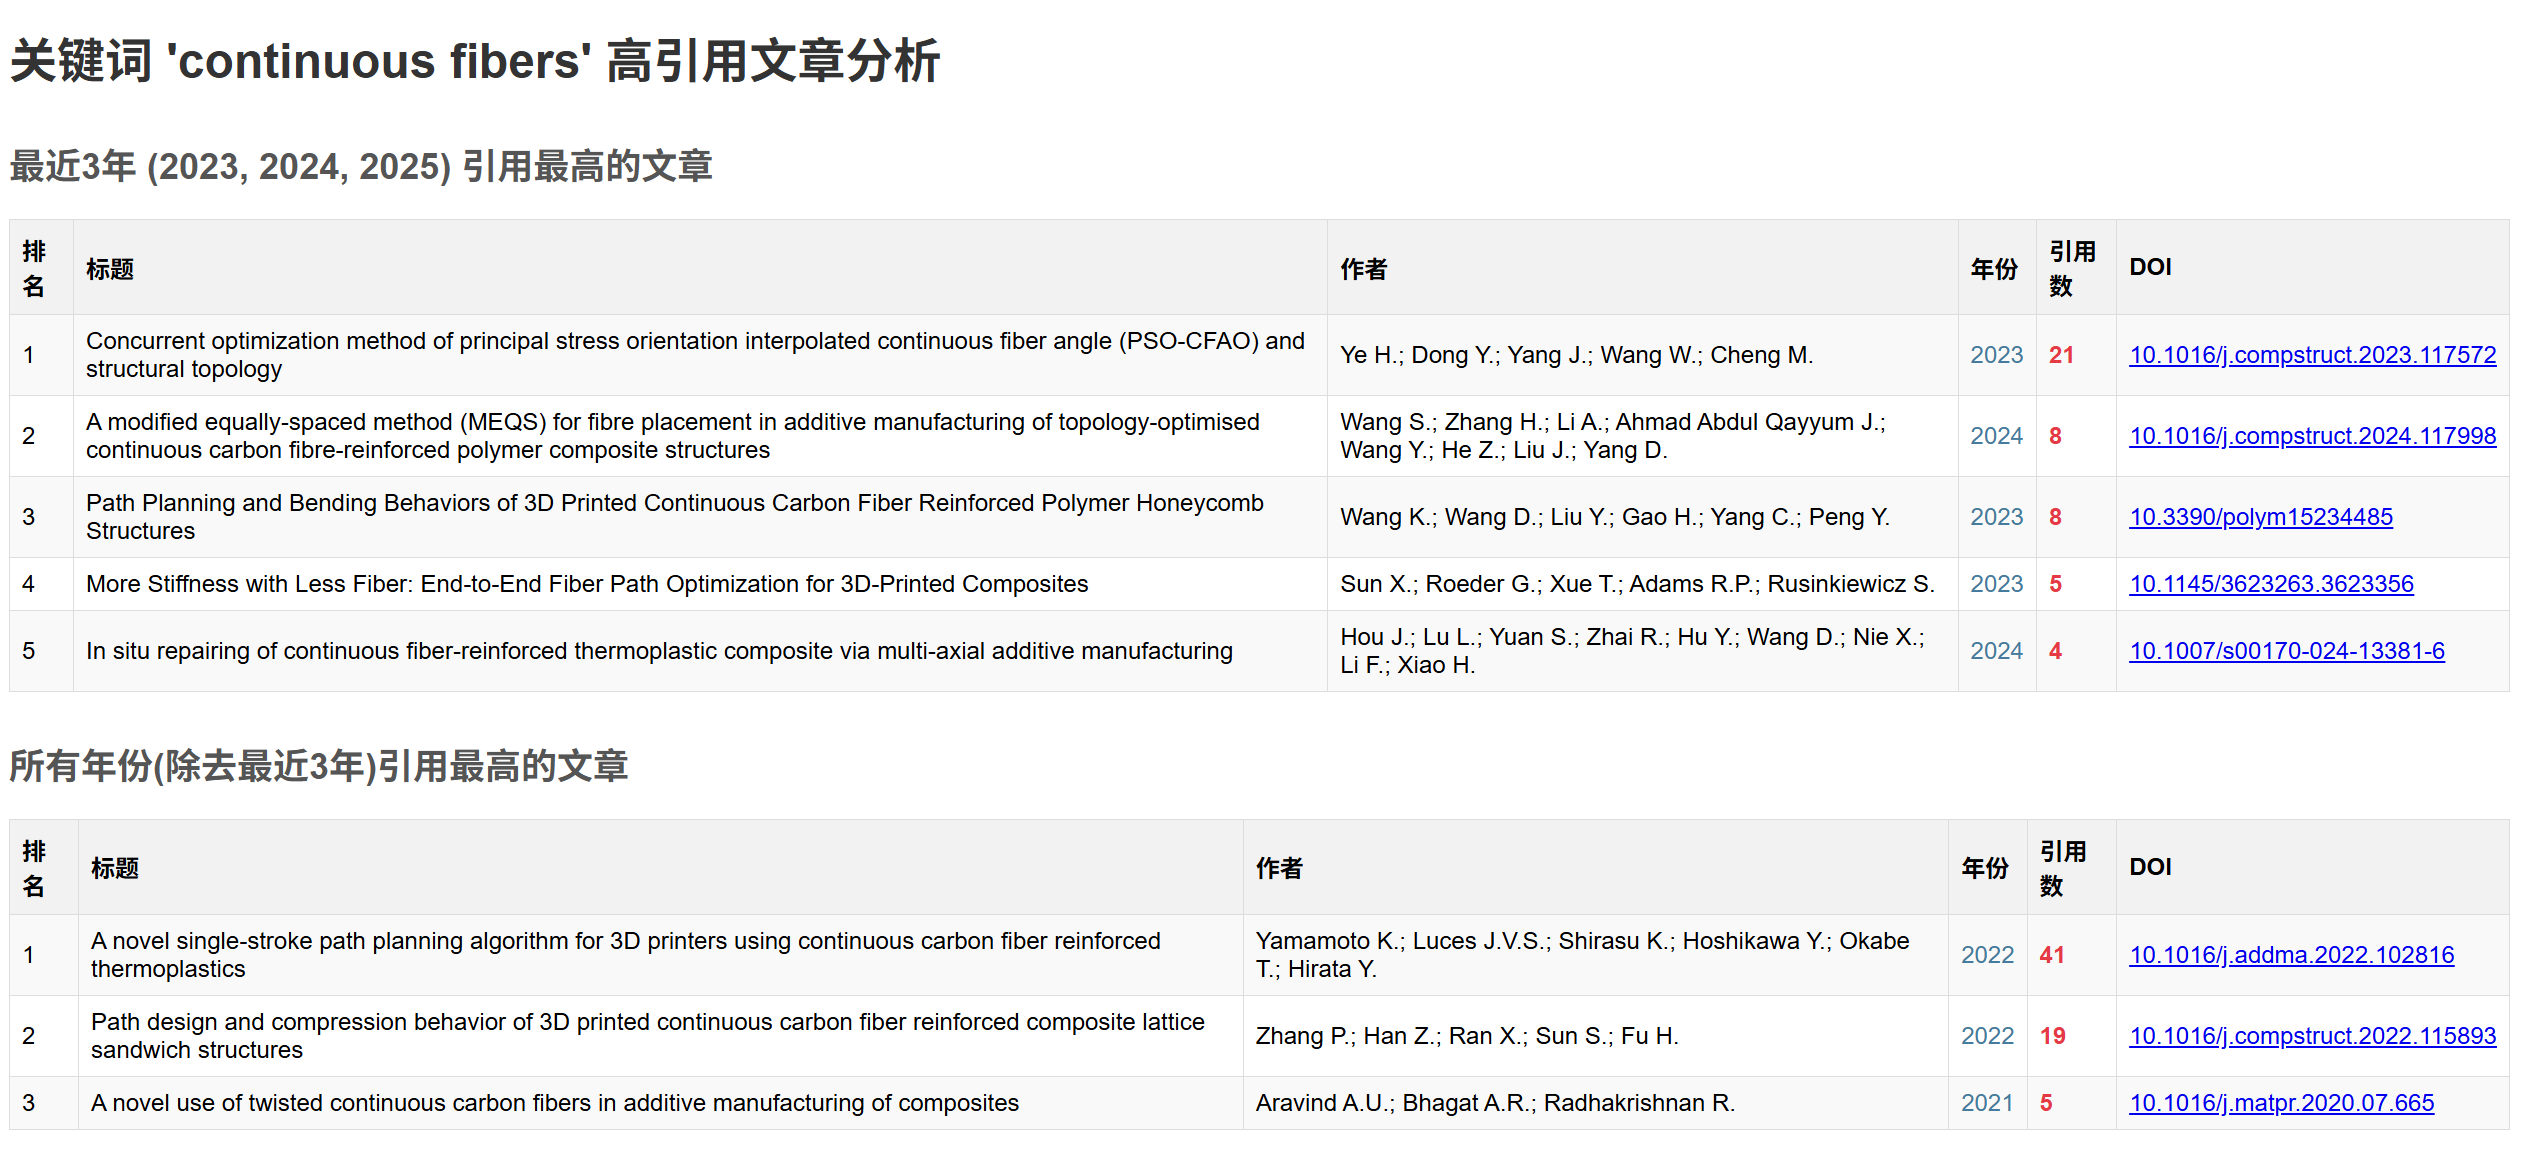 关键词 'continuous fibers' 高引用文章分析
最近3年 (2023, 2024, 2025) 引用最高的文章
排名 标题 作者 年份 引用数 DOI
1 Concurrent optimization method of principal stress orientation interpolated continuous fiber angle (PSO-CFAO) and structural topology Ye H.; Dong Y.; Yang J.; Wang W.; Cheng M. 2023 21 10.1016/j.compstruct.2023.117572
2 A modified equally-spaced method (MEQS) for fibre placement in additive manufacturing of topology-optimised continuous carbon fibre-reinforced polymer composite structures Wang S.; Zhang H.; Li A.; Ahmad Abdul Qayyum J.; Wang Y.; He Z.; Liu J.; Yang D. 2024 8 10.1016/j.compstruct.2024.117998
3 Path Planning and Bending Behaviors of 3D Printed Continuous Carbon Fiber Reinforced Polymer Honeycomb Structures Wang K.; Wang D.; Liu Y.; Gao H.; Yang C.; Peng Y. 2023 8 10.3390/polym15234485
4 More Stiffness with Less Fiber: End-to-End Fiber Path Optimization for 3D-Printed Composites Sun X.; Roeder G.; Xue T.; Adams R.P.; Rusinkiewicz S. 2023 5 10.1145/3623263.3623356
5 In situ repairing of continuous fiber-reinforced thermoplastic composite via multi-axial additive manufacturing Hou J.; Lu L.; Yuan S.; Zhai R.; Hu Y.; Wang D.; Nie X.; Li F.; Xiao H. 2024 4 10.1007/s00170-024-13381-6
所有年份(除去最近3年)引用最高的文章
排名 标题 作者 年份 引用数 DOI
1 A novel single-stroke path planning algorithm for 3D printers using continuous carbon fiber reinforced thermoplastics Yamamoto K.; Luces J.V.S.; Shirasu K.; Hoshikawa Y.; Okabe T.; Hirata Y. 2022 41 10.1016/j.addma.2022.102816
2 Path design and compression behavior of 3D printed continuous carbon fiber reinforced composite lattice sandwich structures Zhang P.; Han Z.; Ran X.; Sun S.; Fu H. 2022 19 10.1016/j.compstruct.2022.115893
3 A novel use of twisted continuous carbon fibers in additive manufacturing of composites Aravind A.U.; Bhagat A.R.; Radhakrishnan R. 2021 5 10.1016/j.matpr.2020.07.665